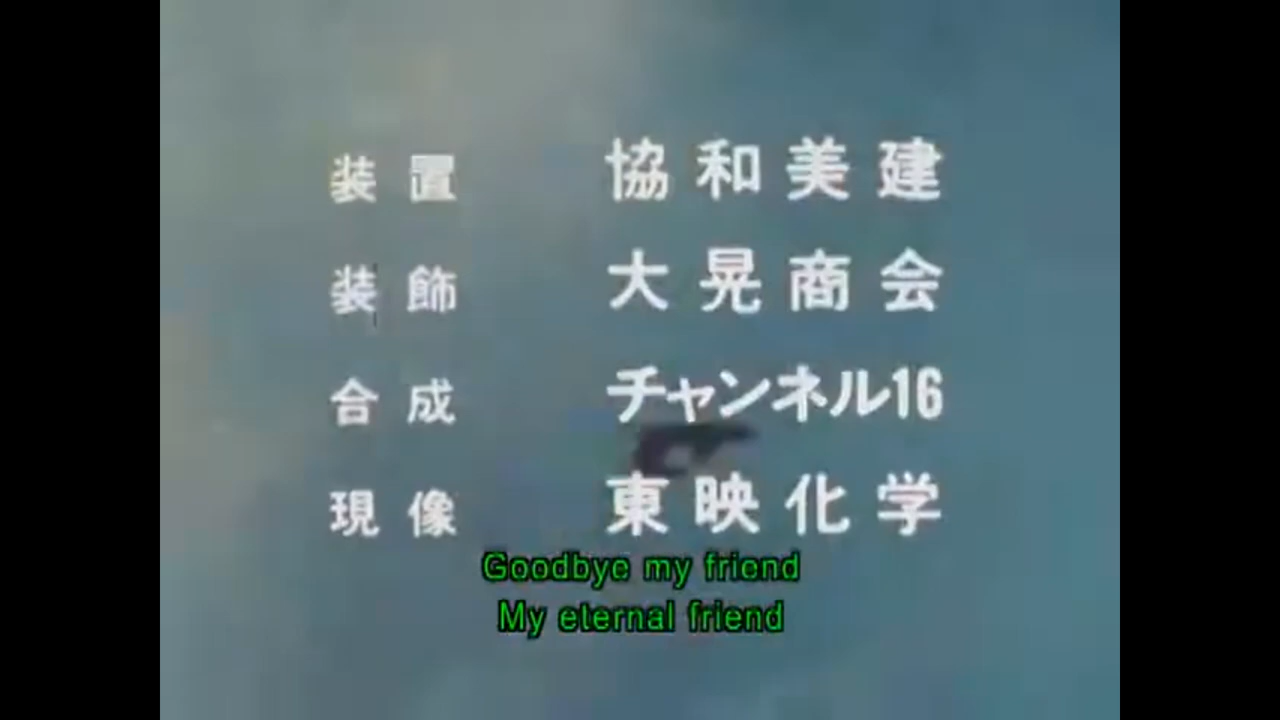 装置 協和美建
装飾 大晃商会
合成 チャンネル16
現像 東映化学
Goodbye my friend
My eternal friend